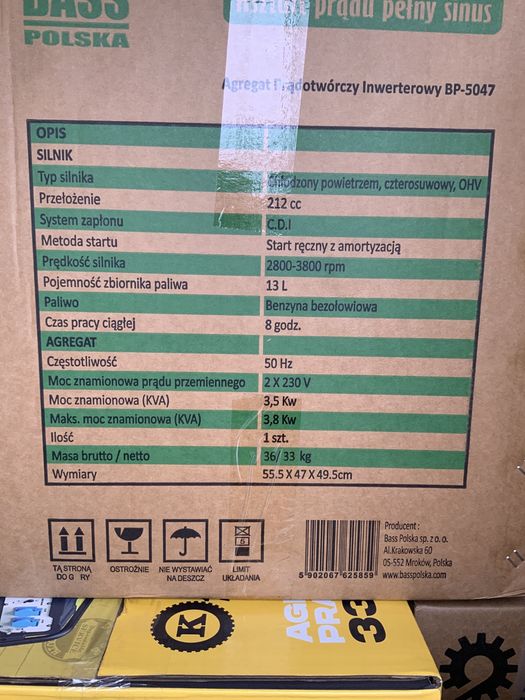 BASS
POLSKA
prądu pełny sinus
Agregat Prądotwórczy Inwerterowy BP-5047
OPIS
SILNIK
Typ silnika Chłodzony powietrzem, czterosuwowy, OHV
Przełożenie 212 cc
System zapłonu C.D.I
Metoda startu Start ręczny z amortyzacją
Prędkość silnika 2800-3800 rpm
Pojemność zbiornika paliwa 13 L
Paliwo Benzyna bezołowiowa
Czas pracy ciągłej 8 godz.
AGREGAT
Częstotliwość 50 Hz
Moc znamionowa prądu przemiennego 2 X 230 V
Moc znamionowa (KVA) 3,5 Kw
Maks. moc znamionowa (KVA) 3,8 Kw
Ilość 1 szt.
Masa brutto / netto 36/ 33 kg
Wymiary 55.5 X 47 X 49.5cm
5
TĄ STRONĄ
DO G RY
OSTROŻNIE
NIE WYSTAWIAĆ
NA DESZCZ
LIMIT
UKŁADANIA
5 902067 625859
Producent :
Bass Polska sp. z o. o.
Al.Krakowska 60
05-552 Mroków, Polska
www.basspolska.com
K
AG
PRA
33